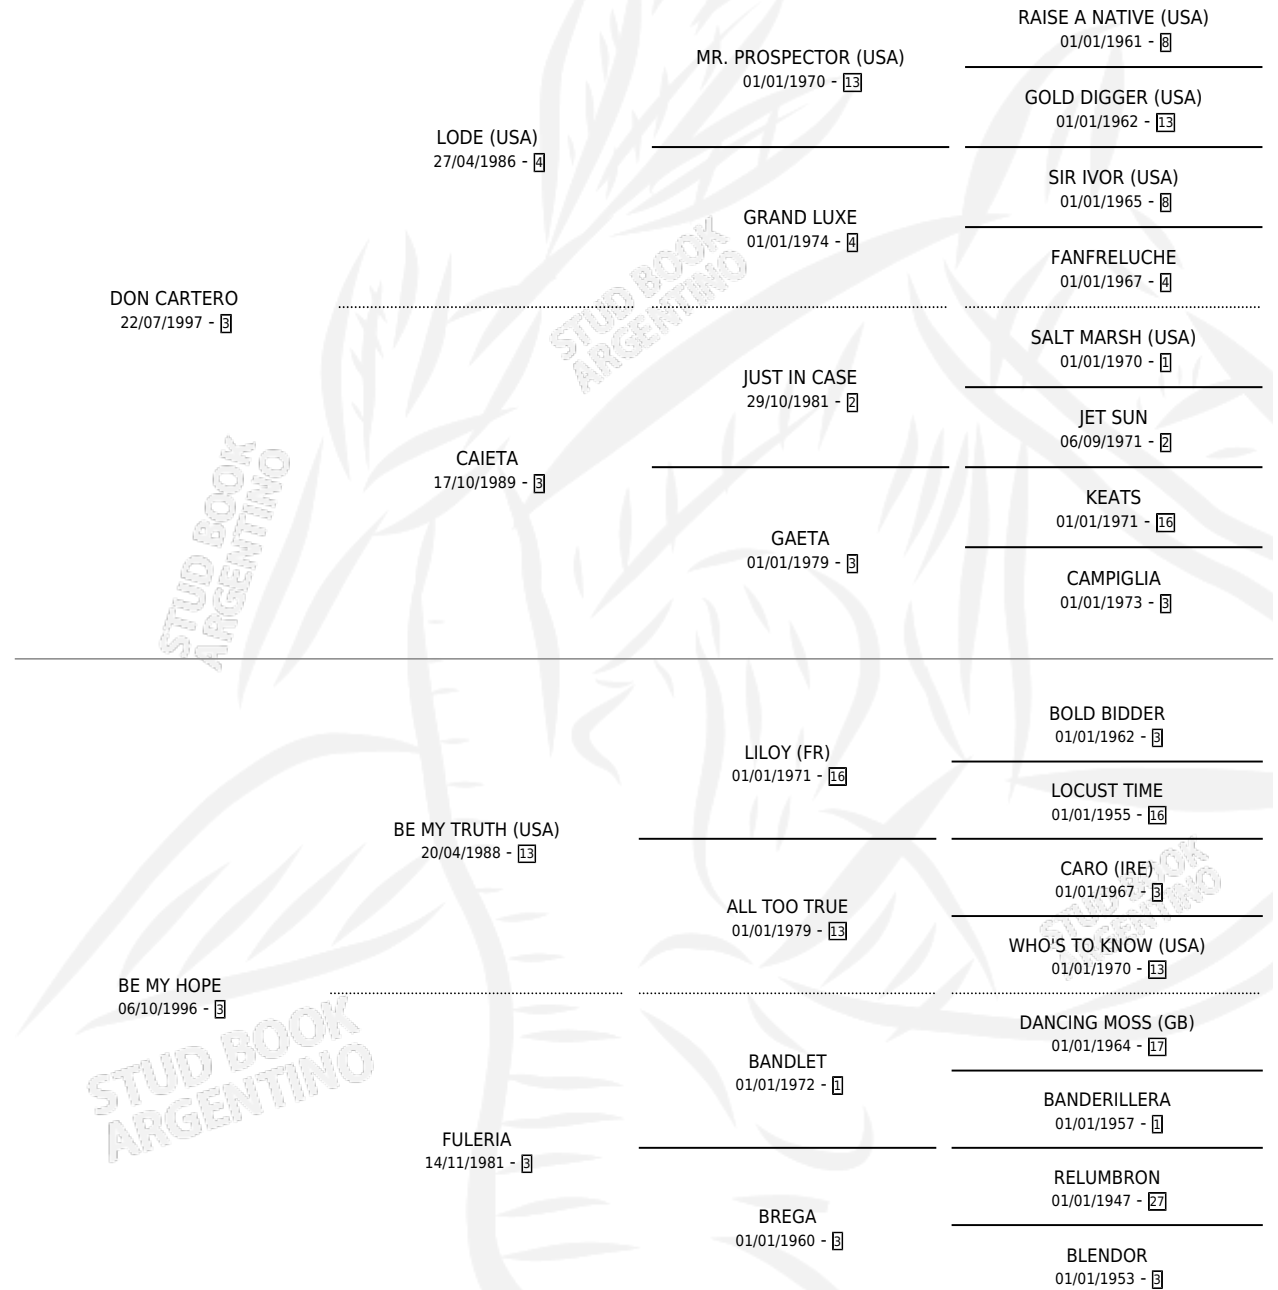 RAISE A NATIVE (USA)
01/01/1961 - 8
MR. PROSPECTOR (USA)
01/01/1970 - 13
GOLD DIGGER (USA)
01/01/1962 - 13
LODE (USA)
27/04/1986 - 4
SIR IVOR (USA)
01/01/1965 - 8
GRAND LUXE
01/01/1974 - 4
FANFRELUCHE
01/01/1967 - 4
DON CARTERO
22/07/1997 - 3
SALT MARSH (USA)
01/01/1970 - 1
JUST IN CASE
29/10/1981 - 2
JET SUN
06/09/1971 - 2
CAIETA
17/10/1989 - 3
KEATS
01/01/1971 - 16
GAETA
01/01/1979 - 3
CAMPIGLIA
01/01/1973 - 3
BOLD BIDDER
01/01/1962 - 3
LILOY (FR)
01/01/1971 - 16
LOCUST TIME
01/01/1955 - 16
BE MY TRUTH (USA)
20/04/1988 - 13
CARO (IRE)
01/01/1967 - 3
ALL TOO TRUE
01/01/1979 - 13
WHO'S TO KNOW (USA)
01/01/1970 - 13
BE MY HOPE
06/10/1996 - 3
DANCING MOSS (GB)
01/01/1964 - 17
BANDLET
01/01/1972 - 1
BANDERILLERA
01/01/1957 - 1
FULERIA
14/11/1981 - 3
RELUMBRON
01/01/1947 - 27
BREGA
01/01/1960 - 3
BLENDOR
01/01/1953 - 3
STUD BOOK
ARGENTINO
STUD BOOK
ARGENTINO
STUD BOOK
ARGENTINO
STUD BOOK
ARGENTINO